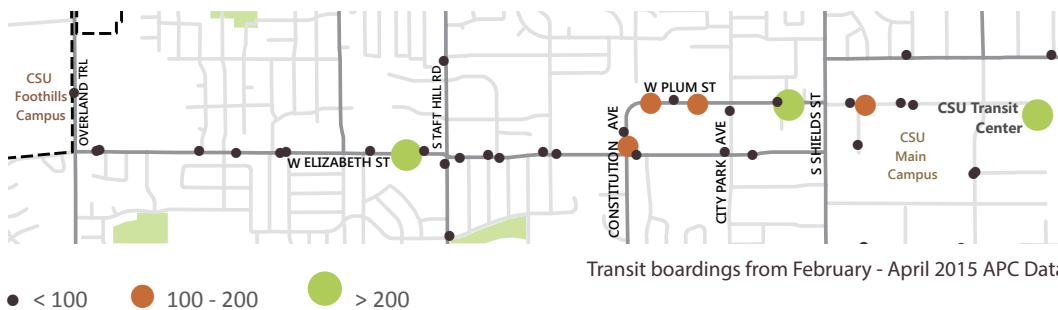 CSU
Foothills
Campus
OVERLAND TRL
W ELIZABETH ST
S TAFT HILL RD
CONSTITUTION AVE
W PLUM ST
CITY PARK AVE
S SHIELDS ST
CSU Transit
Center
CSU
Main
Campus
Transit boardings from February - April 2015 APC Data
< 100
100 - 200
> 200